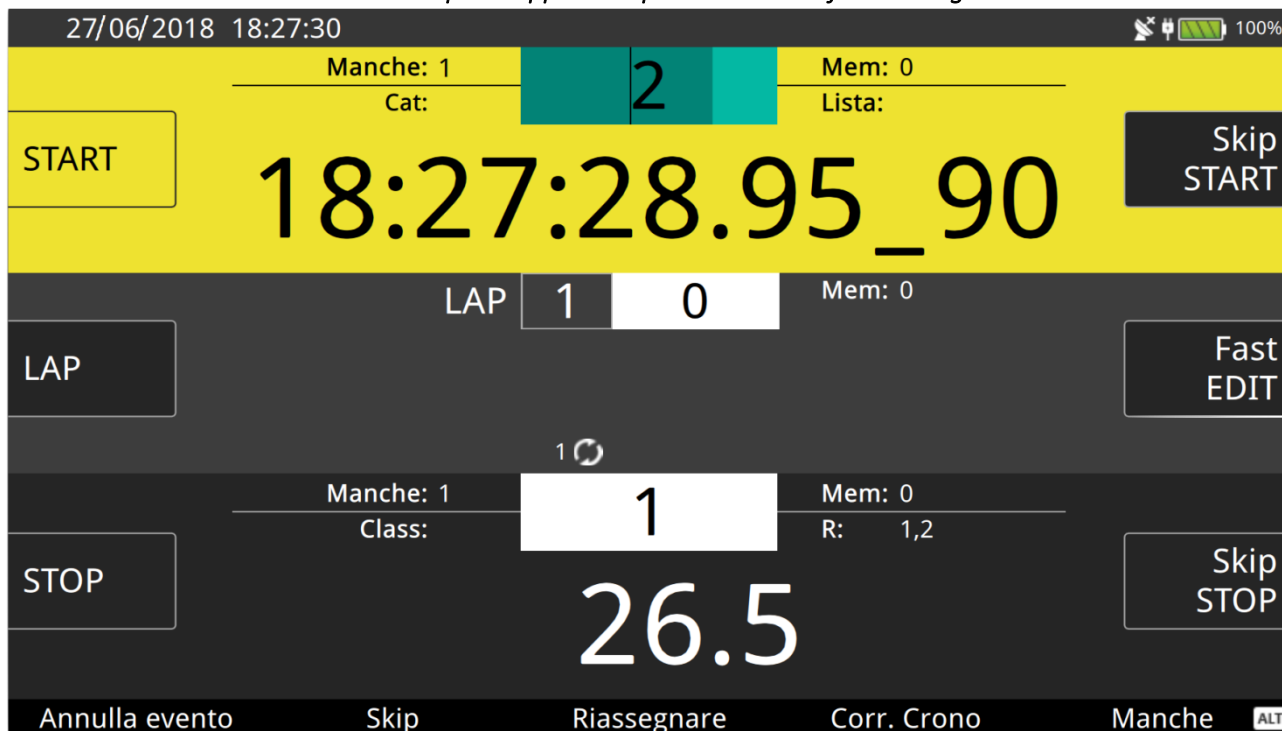 27/06/2018 18:27:30 100%
Manche: 1 2 Mem: 0
Cat: Lista:
START 18:27:28.95_90 Skip START
LAP 1 0 Mem: 0
LAP Fast EDIT
1
Manche: 1 1 Mem: 0
Class: R: 1,2
STOP 26.5 Skip STOP
Annulla evento Skip Riassegnare Corr. Crono Manche ALT